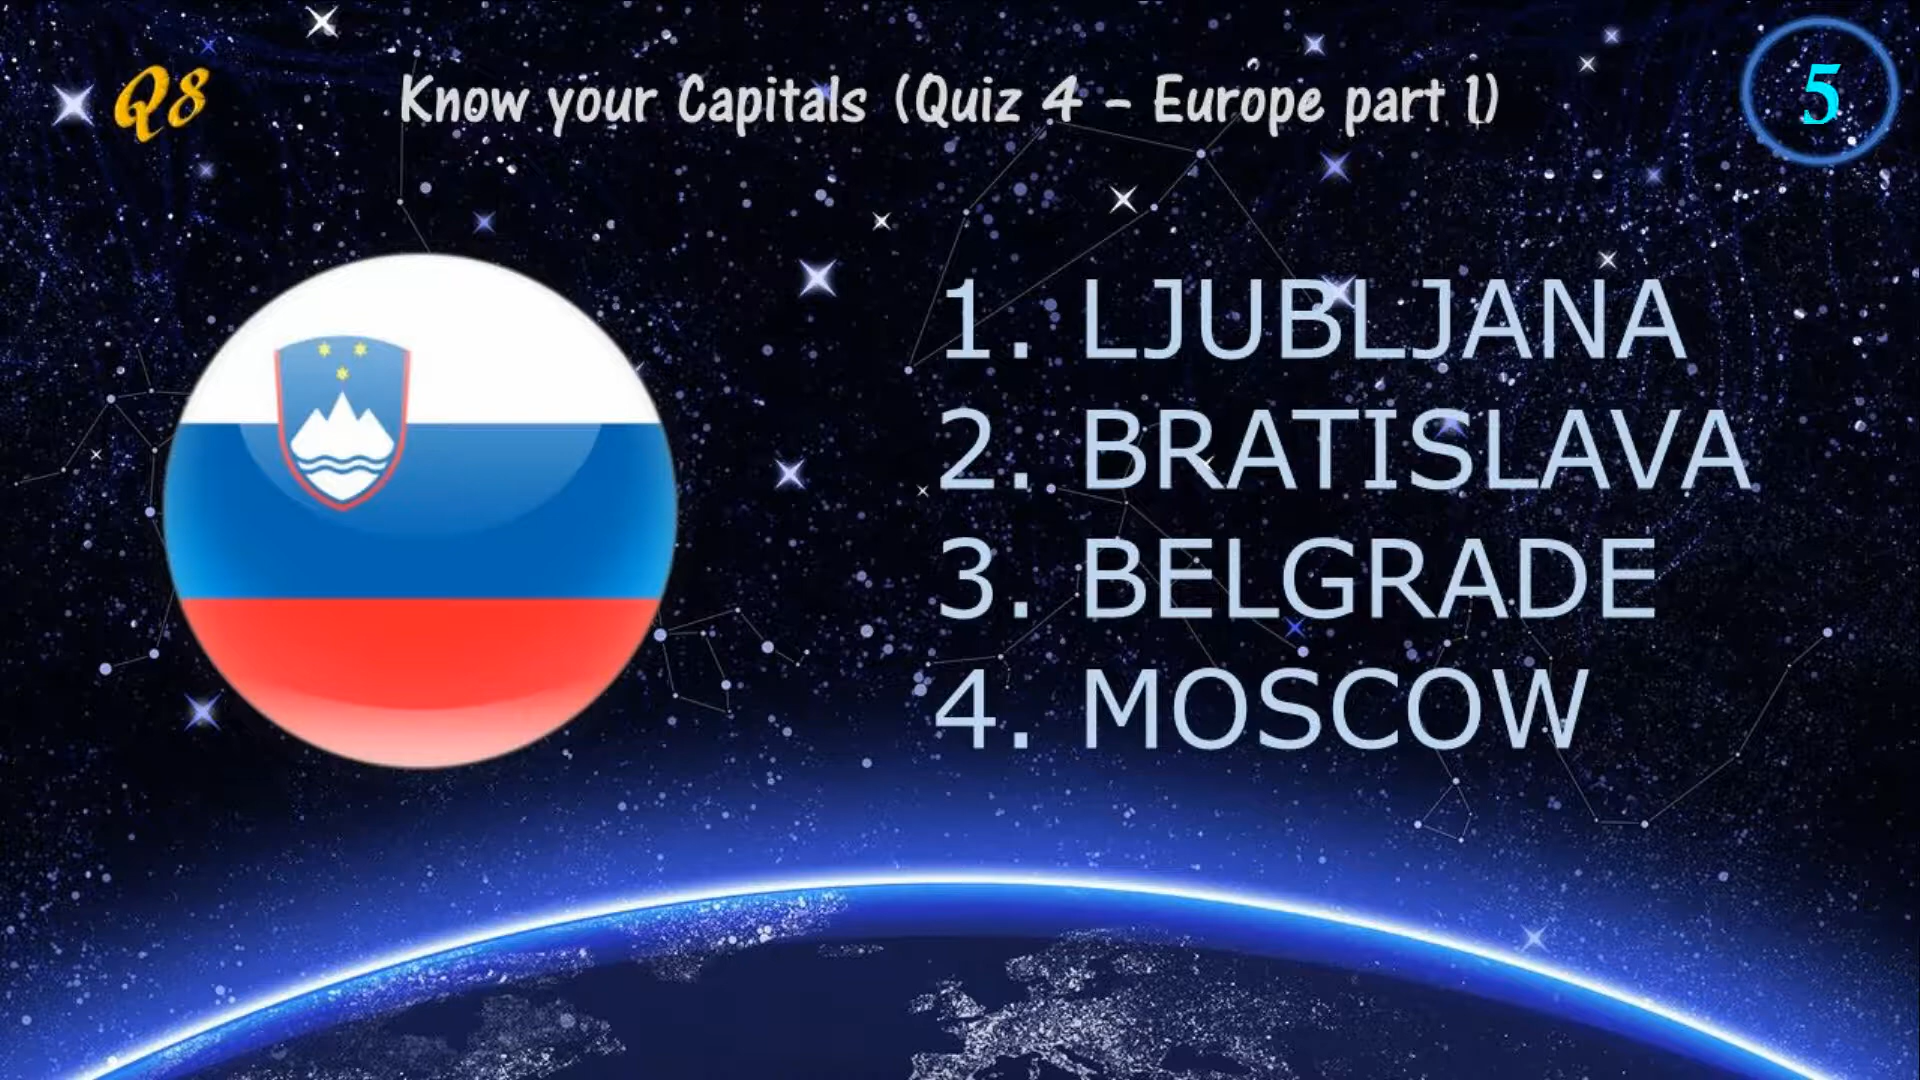 Q8
Know your Capitals (Quiz 4 - Europe part 1)
5
1. LJUBLJANA
2. BRATISLAVA
3. BELGRADE
4. MOSCOW